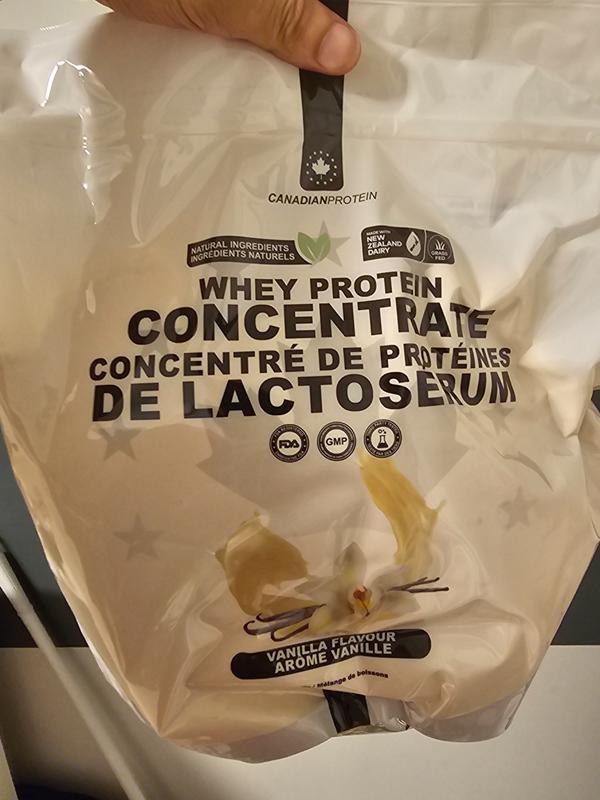 CANADIANPROTEIN
NATURAL INGREDIENTS
INGRÉDIENTS NATURELS
MADE WITH
NEW
ZEALAND
DAIRY
GRASS
FED
WHEY PROTEIN
CONCENTRATE
CONCENTRÉ DE PROTÉINES
DE LACTOSÉRUM
FDA
GMP
VANILLA FLAVOUR
ARÔME VANILLE
/ Mélange de boissons